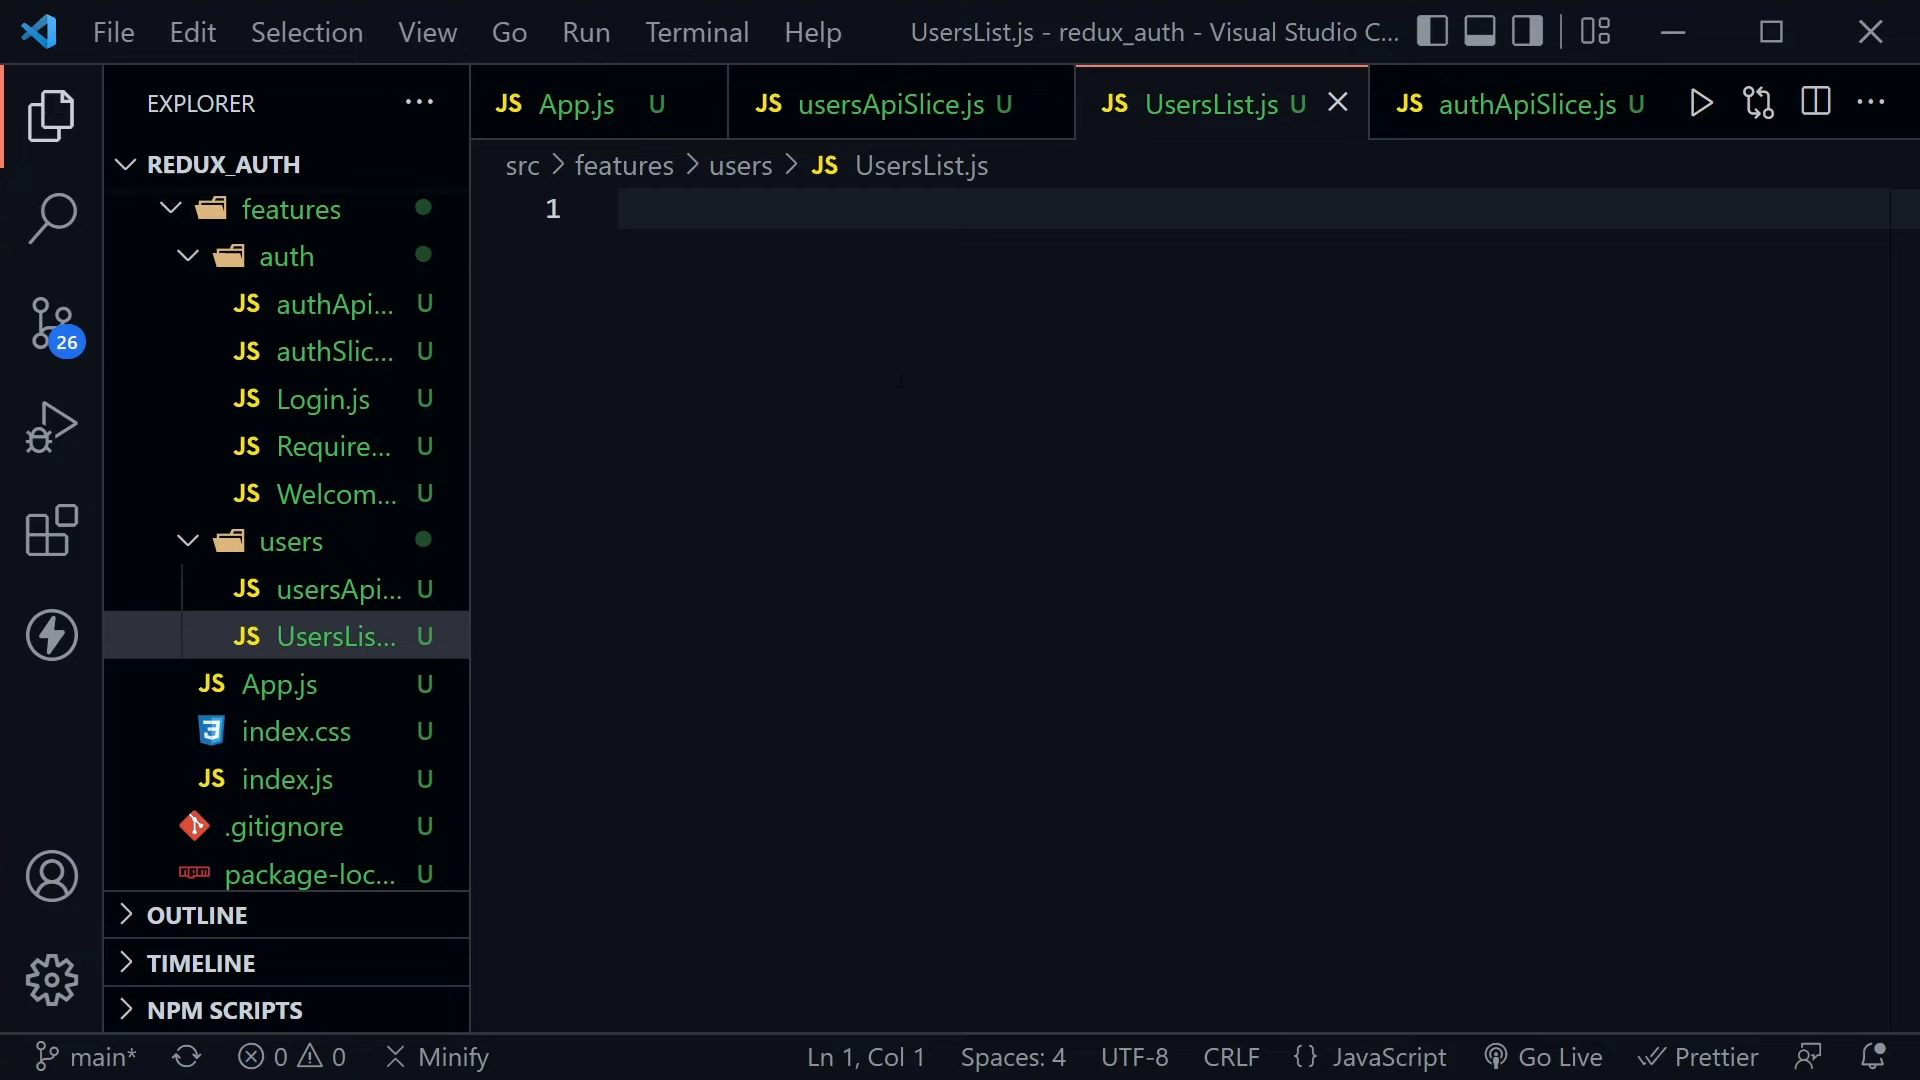 File Edit Selection View Go Run Terminal Help UsersList.js - redux_auth - Visual Studio C...
EXPLORER ...
JS App.js U JS usersApiSlice.js U JS UsersList.js U JS authApiSlice.js U ...
REDUX_AUTH
src > features > users > JS UsersList.js
1
features
auth
JS authApi... U
JS authSlic... U
JS Login.js U
JS Require... U
JS Welcom... U
users
JS usersApi... U
JS UsersLis... U
JS App.js U
3 index.css U
JS index.js U
.gitignore U
npm package-loc... U
26
OUTLINE
TIMELINE
NPM SCRIPTS
main* 0 0 Minify Ln 1, Col 1 Spaces: 4 UTF-8 CRLF {} JavaScript Go Live Prettier